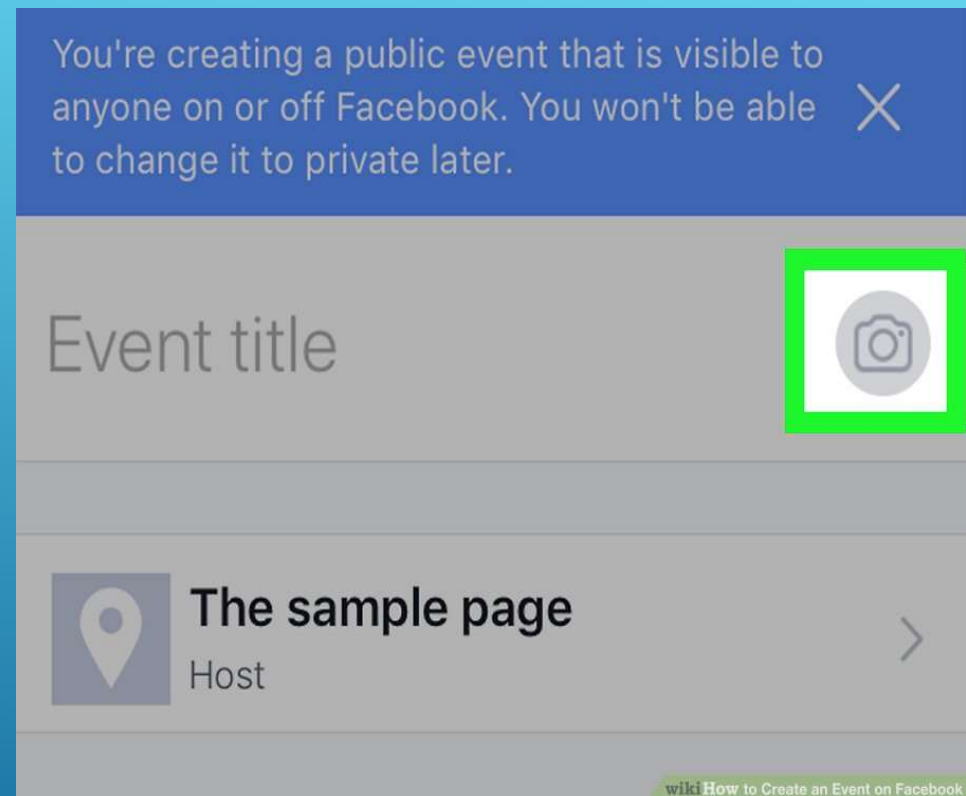 You're creating a public event that is visible to
anyone on or off Facebook. You won't be able
to change it to private later.
Event title
The sample page
Host
wikiHow to Create an Event on Facebook